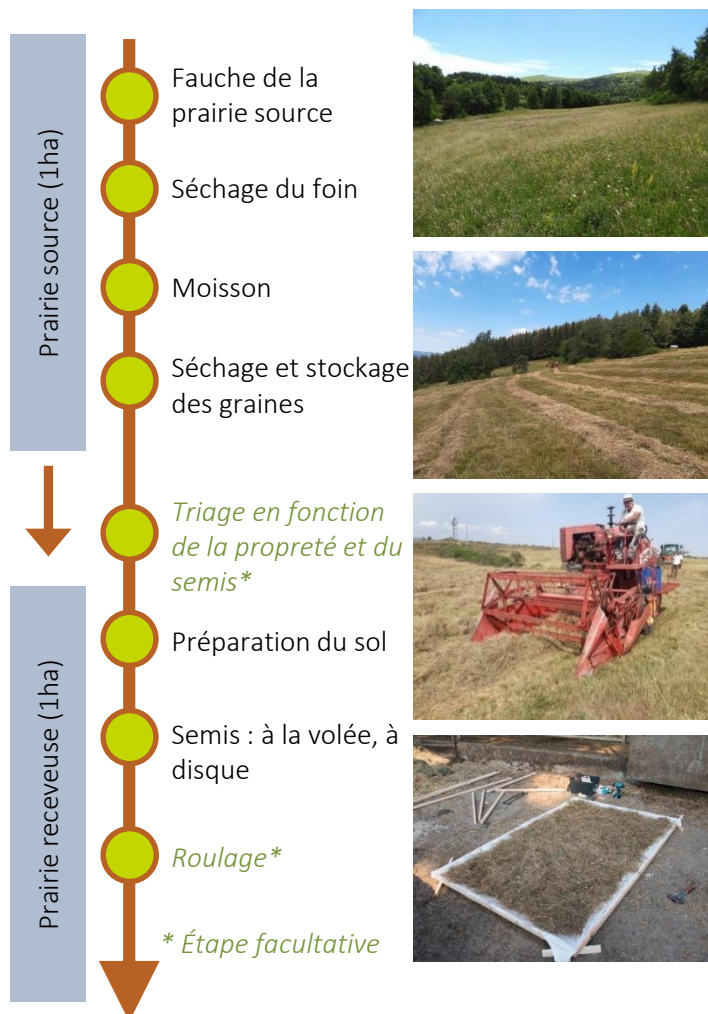 Prairie source (1ha)
Fauche de la
prairie source
Séchage du foin
Moisson
Séchage et stockage
des graines
Triage en fonction
de la propreté et du
semis*
Prairie receveuse (1ha)
Préparation du sol
Semis : à la volée, à
disque
Roulage*
* Étape facultative